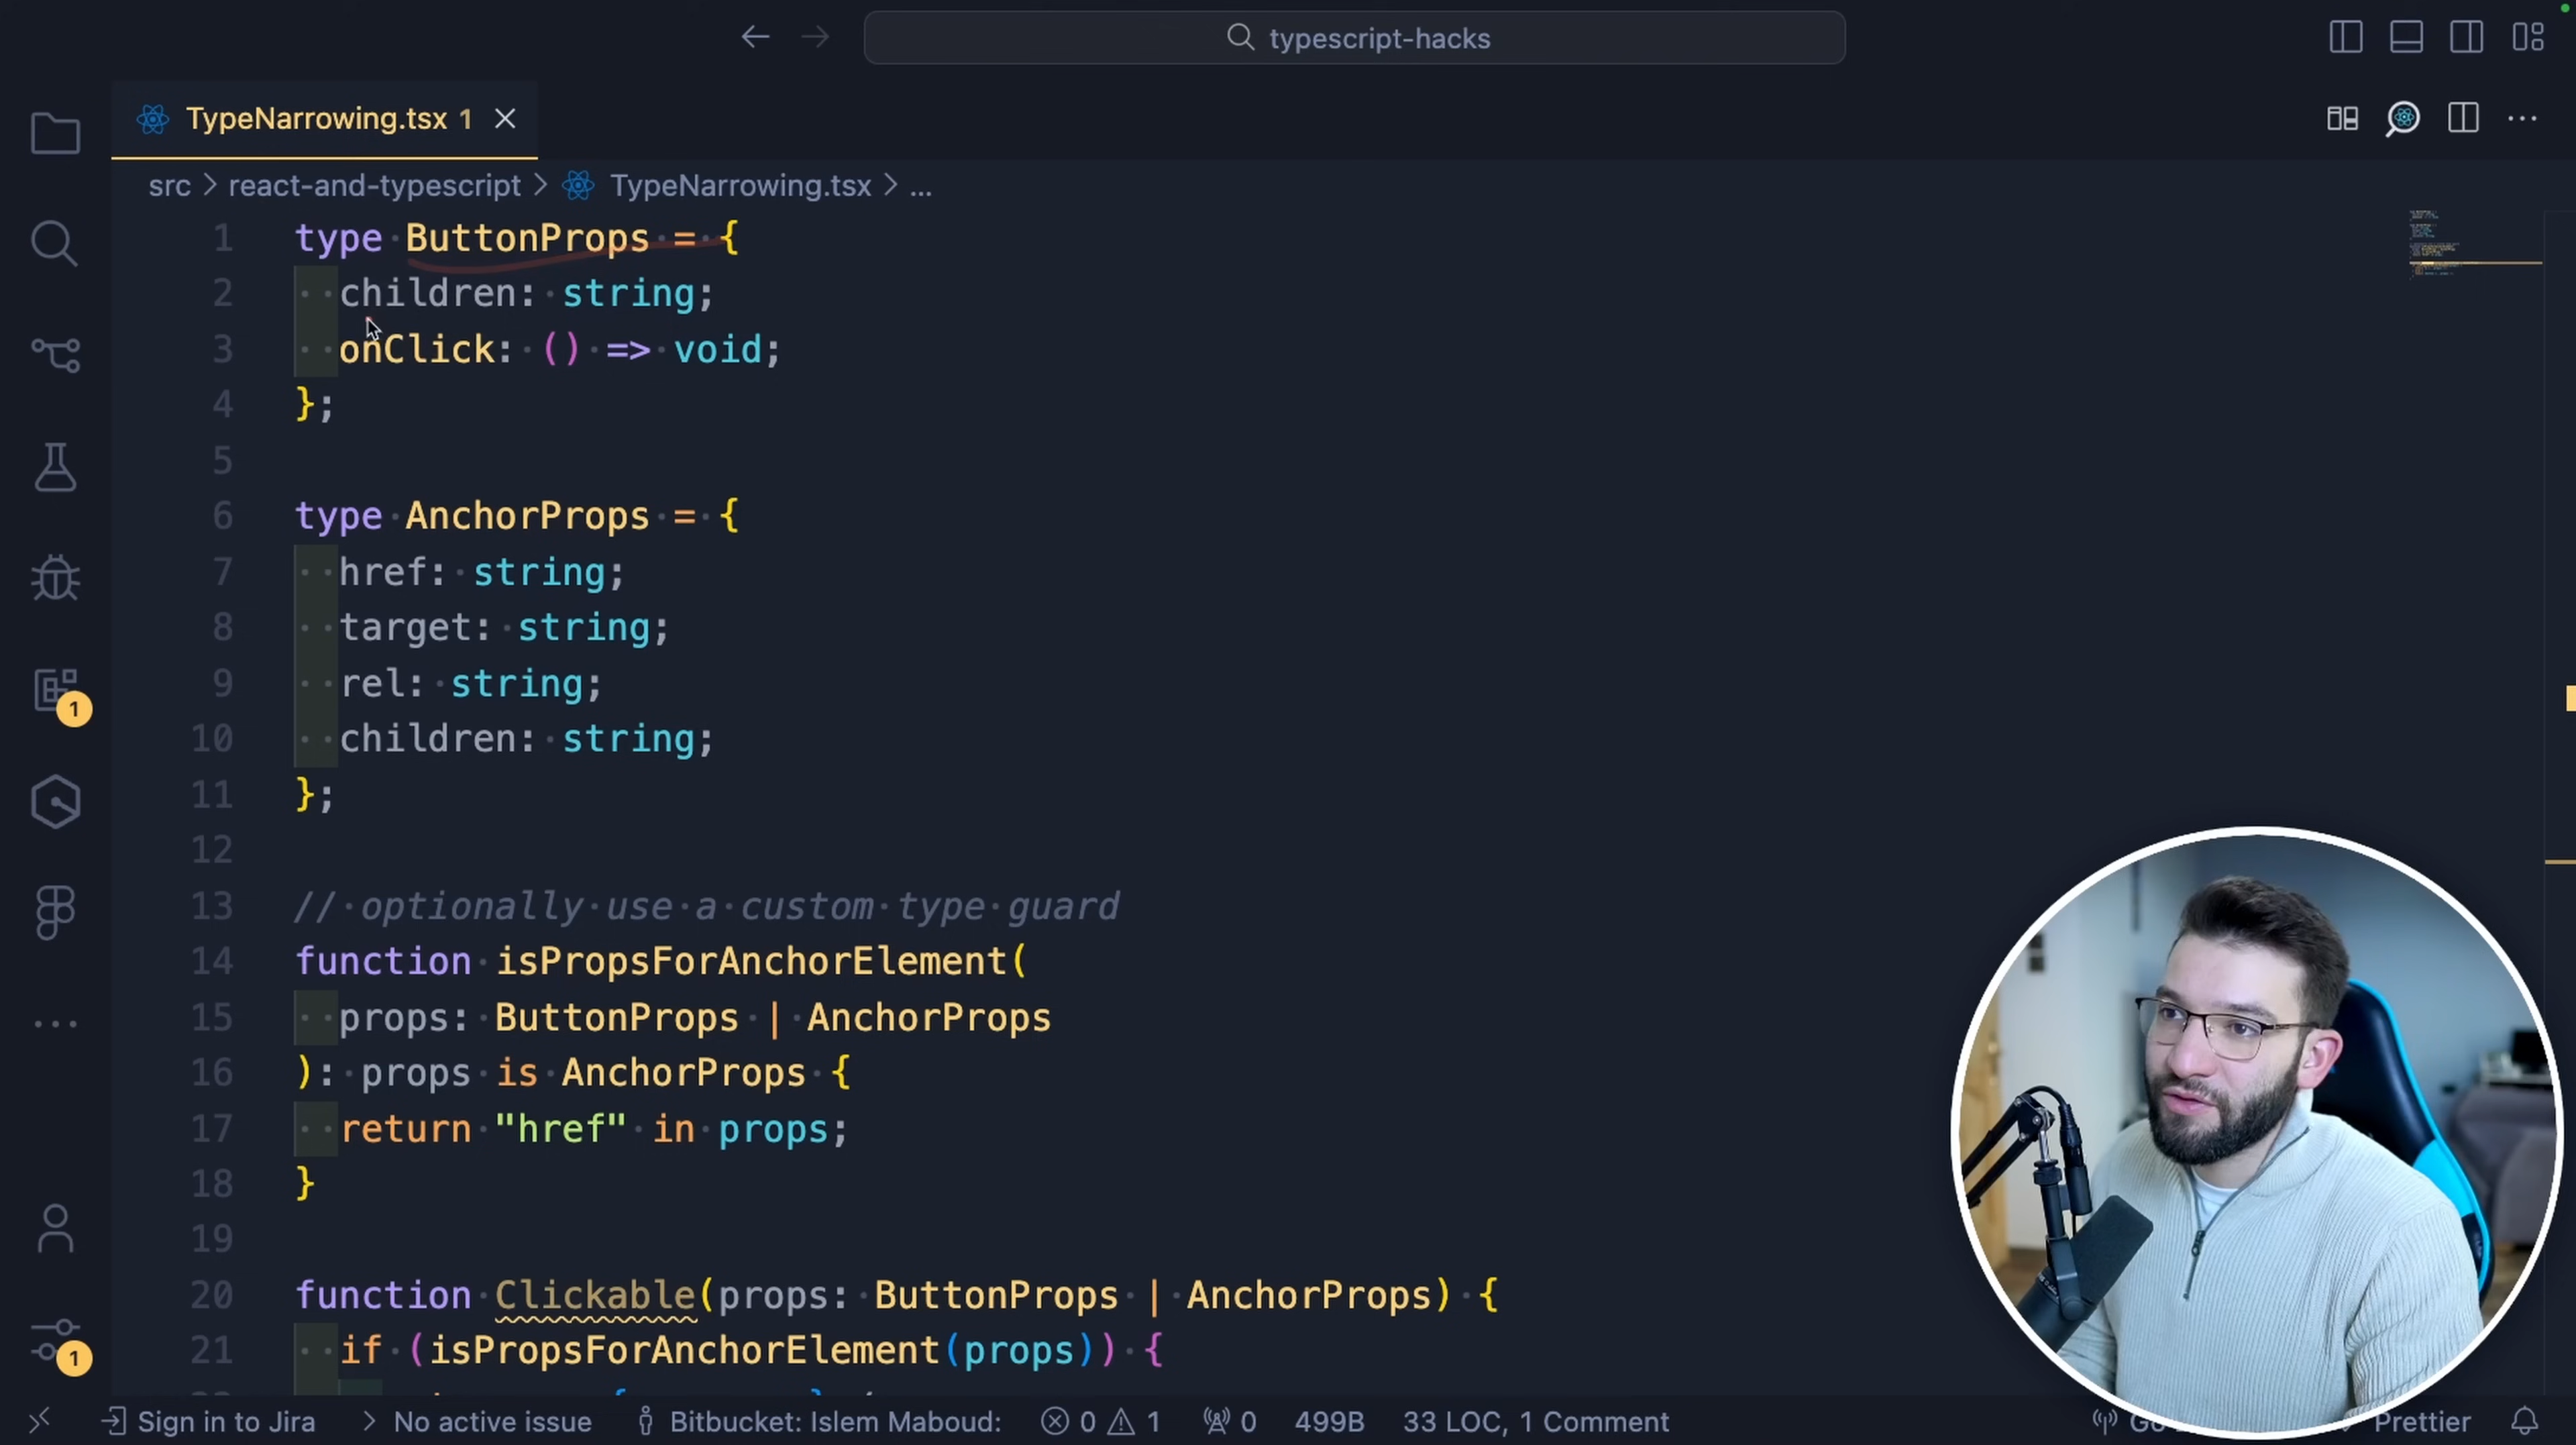 typescript-hacks
TypeNarrowing.tsx 1
src > react-and-typescript > TypeNarrowing.tsx > ...
1 type ButtonProps = {
2 children: string;
3 onClick: () => void;
4 };
5
6 type AnchorProps = {
7 href: string;
8 target: string;
9 rel: string;
10 children: string;
11 };
12
13 // optionally use a custom type guard
14 function isPropsForAnchorElement(
15 props: ButtonProps | AnchorProps
16 ): props is AnchorProps {
17 return "href" in props;
18 }
19
20 function Clickable(props: ButtonProps | AnchorProps) {
21 if (isPropsForAnchorElement(props)) {
1
1
Sign in to Jira > No active issue Bitbucket: Islem Maboud: 0 1 0 499B 33 LOC, 1 Comment Prettier